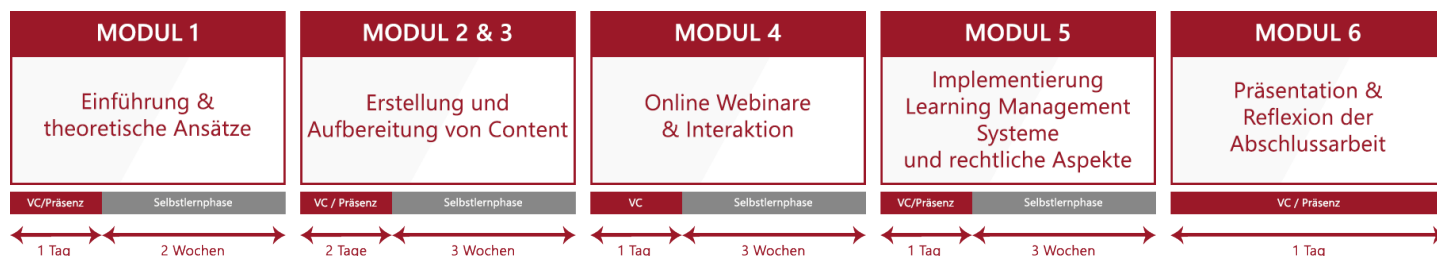 MODUL 1
Einführung &
theoretische Ansätze
VC/Präsenz
Selbstlernphase
1 Tag
2 Wochen
MODUL 2 & 3
Erstellung und
Aufbereitung von Content
VC / Präsenz
Selbstlernphase
2 Tage
3 Wochen
MODUL 4
Online Webinare
& Interaktion
VC
Selbstlernphase
1 Tag
3 Wochen
MODUL 5
Implementierung
Learning Management
Systeme
und rechtliche Aspekte
VC/Präsenz
Selbstlernphase
1 Tag
3 Wochen
MODUL 6
Präsentation &
Reflexion der
Abschlussarbeit
VC / Präsenz
1 Tag